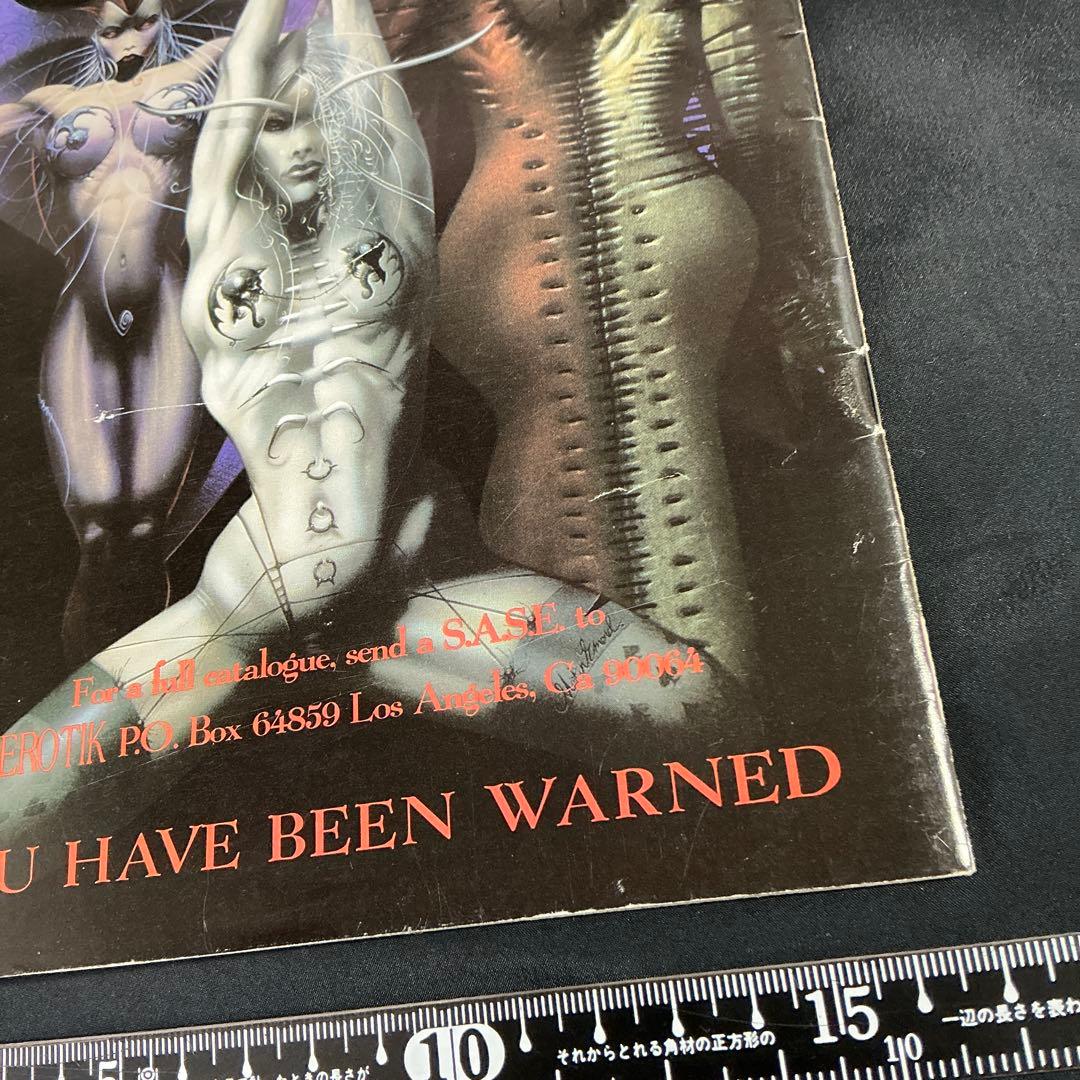 For a full catalogue, send a S.A.S.E. to
EROTIK P.O. Box 64859 Los Angeles, Ca 90064
U HAVE BEEN WARNED
5 10 15
それからとれる角材の正方形の
10
一辺の長さを表わ